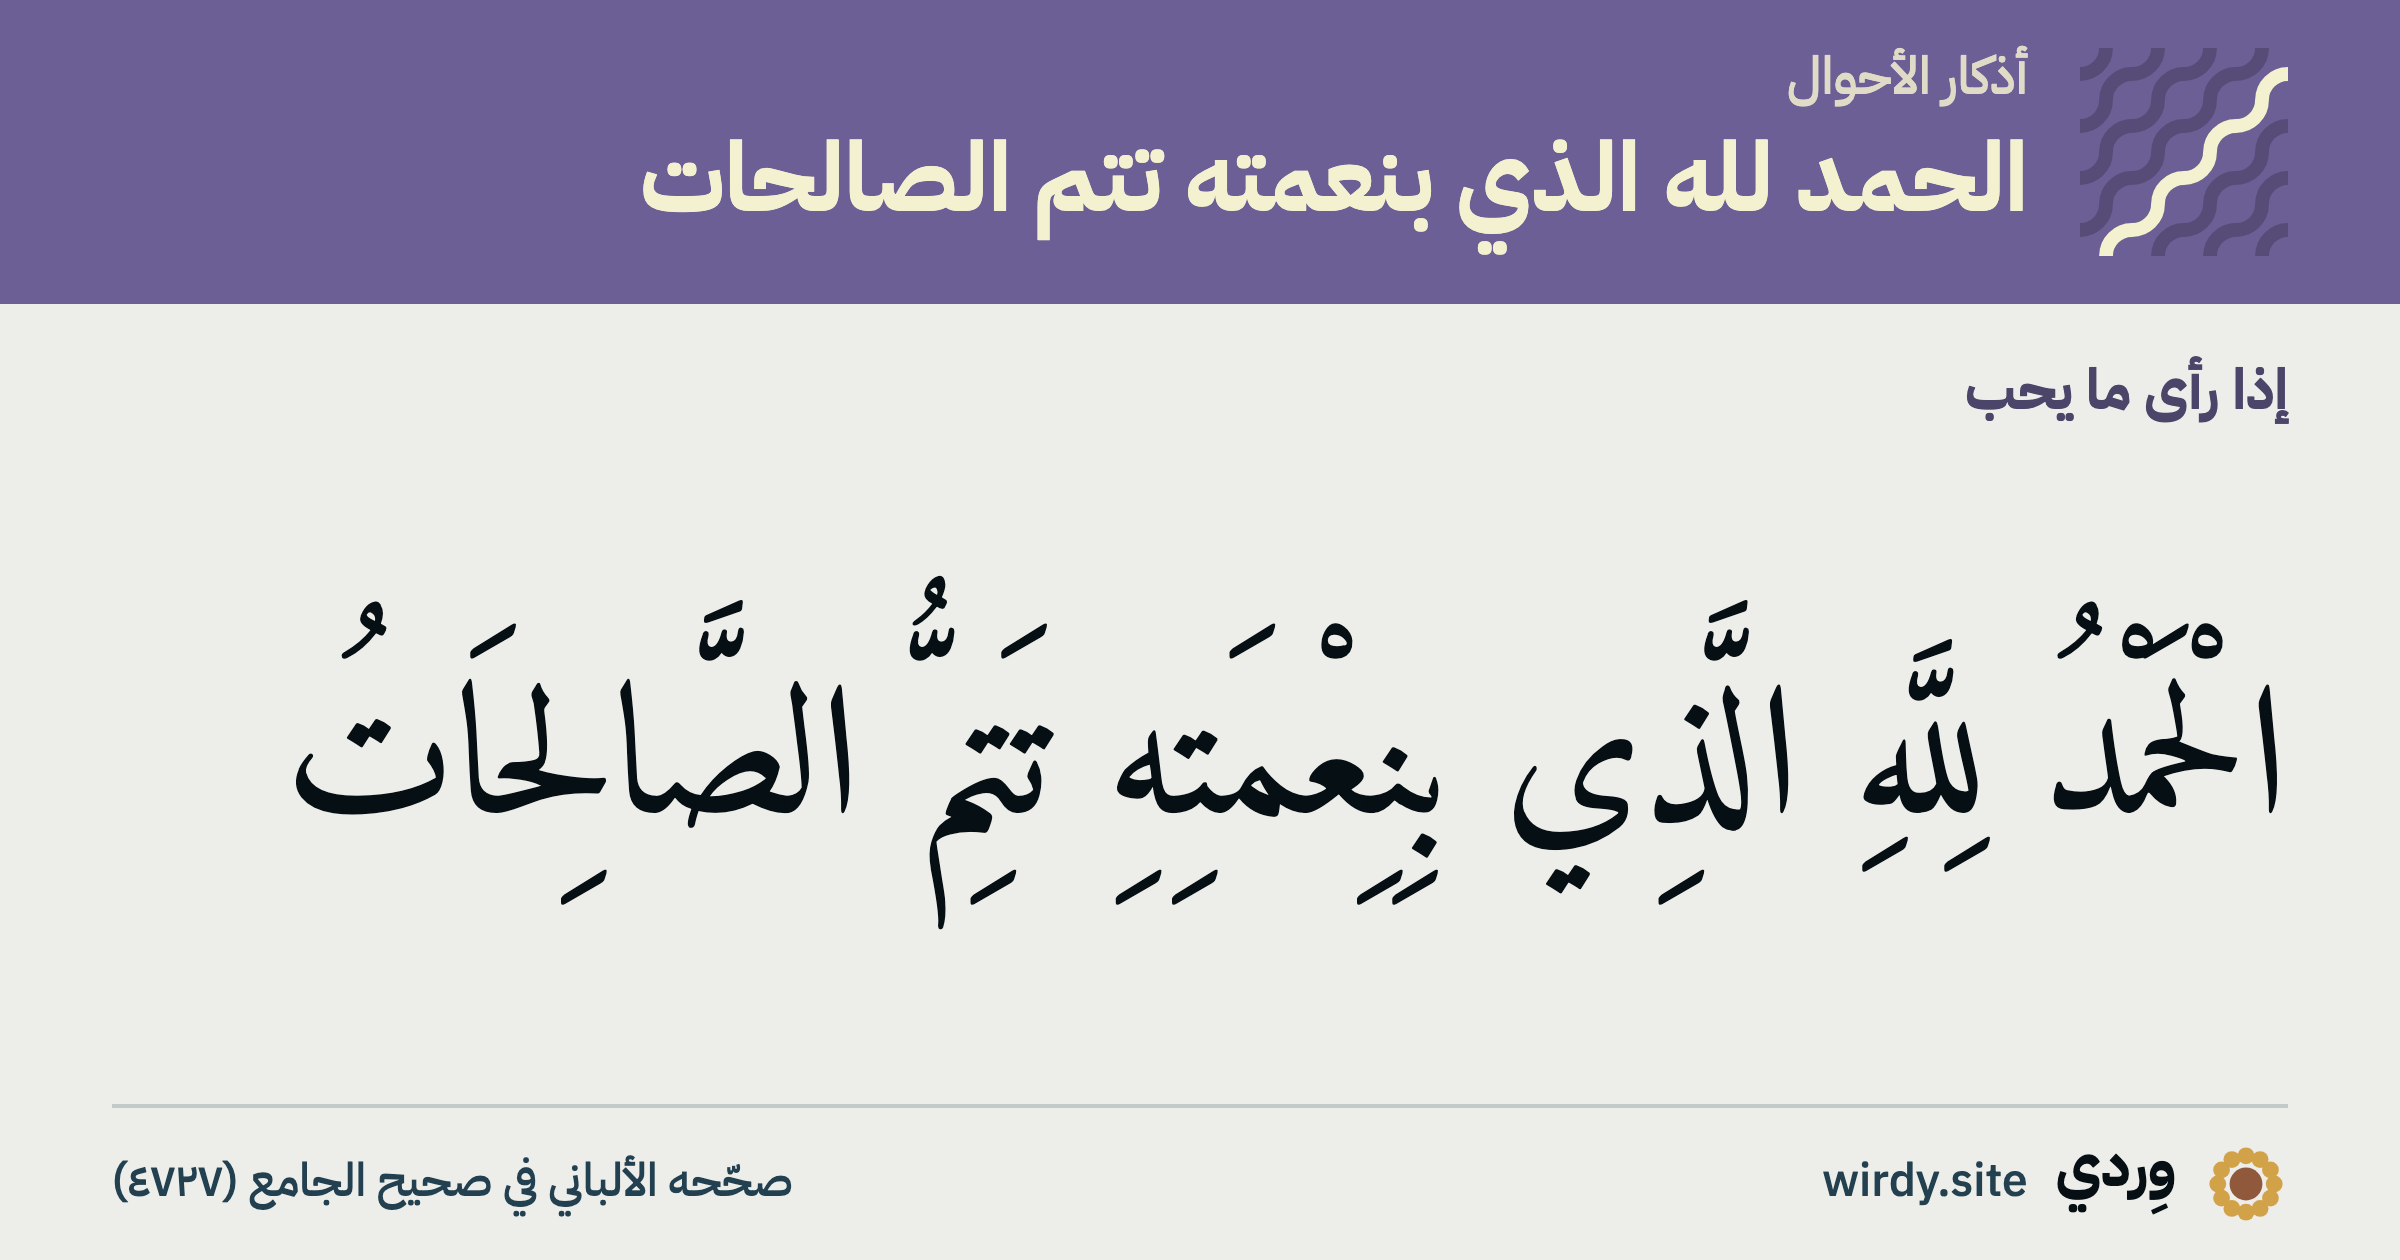 أذكار الأحوال
الحمد لله الذي بنعمته تتم الصالحات
إذا رأى ما يحب
الْحَمْدُ لِلَّهِ الَّذِي بِنِعْمَتِهِ تَتِمُّ الصَّالِحَاتُ
وِردي wirdy.site
صحّحه الألباني في صحيح الجامع (٤٧٢٧)